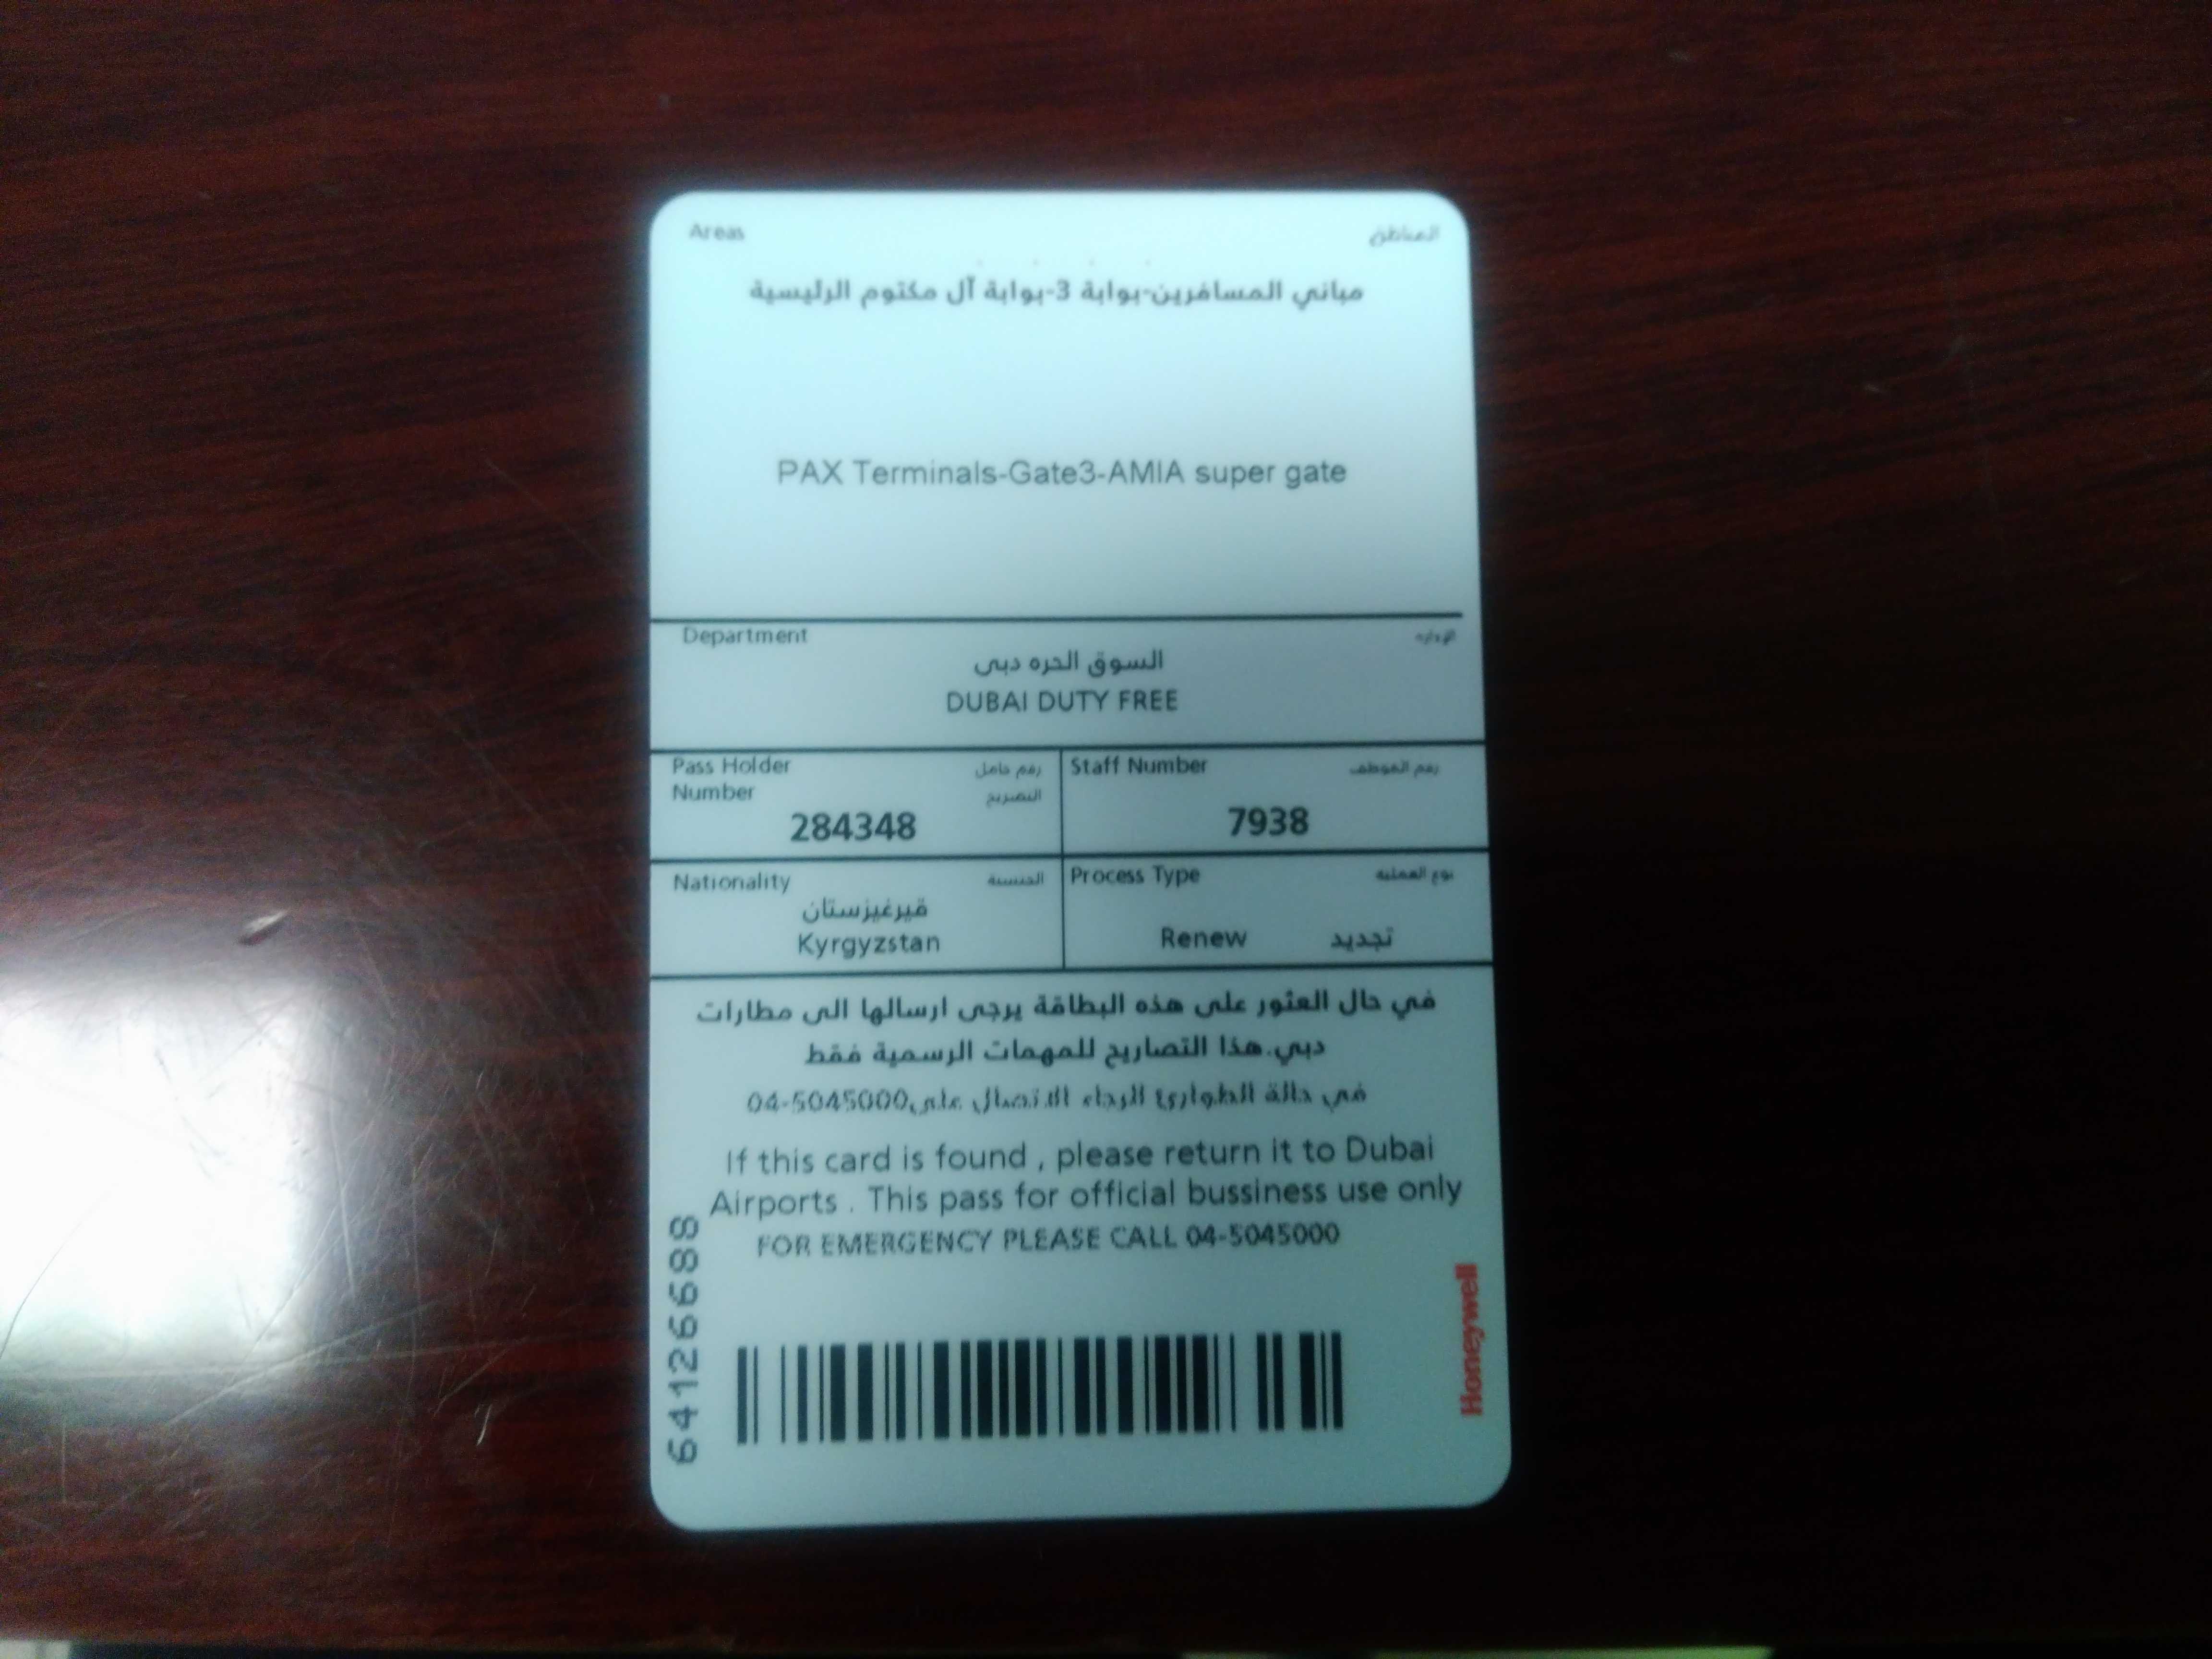 Areas المناطق
مباني المسافرين-بوابة 3-بوابة آل مكتوم الرئيسية
PAX Terminals-Gate3-AMIA super gate
Department الإدارة
السوق الحره دبى
DUBAI DUTY FREE
Pass Holder رقم حامل
Number التصريح
284348
Staff Number رقم الموظف
7938
Nationality الجنسية
قيرغيزستان
Kyrgyzstan
Process Type نوع العملية
Renew تجديد
في حال العثور على هذه البطاقة يرجى ارسالها الى مطارات
دبي.هذا التصاريح للمهمات الرسمية فقط
في حالة الطوارئ الرجاء الاتصال على04-5045000
If this card is found , please return it to Dubai
Airports . This pass for official bussiness use only
FOR EMERGENCY PLEASE CALL 04-5045000
64126688
Honeywell